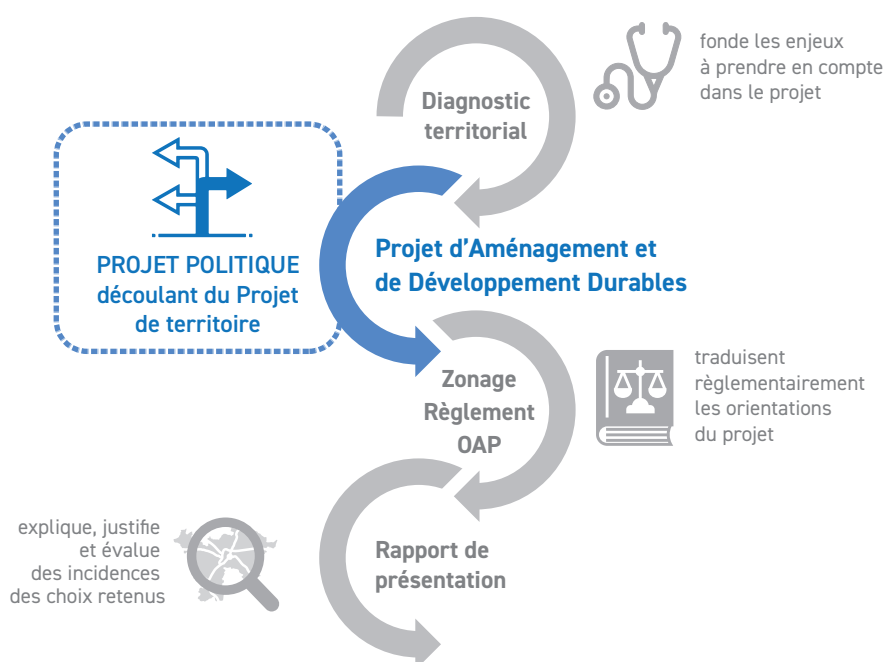 Diagnostic
territorial
fonde les enjeux
à prendre en compte
dans le projet
PROJET POLITIQUE
découlant du Projet
de territoire
Projet d'Aménagement et
de Développement Durables
Zonage
Règlement
OAP
traduisent
règlementairement
les orientations
du projet
explique, justifie
et évalue
des incidences
des choix retenus
Rapport de
présentation